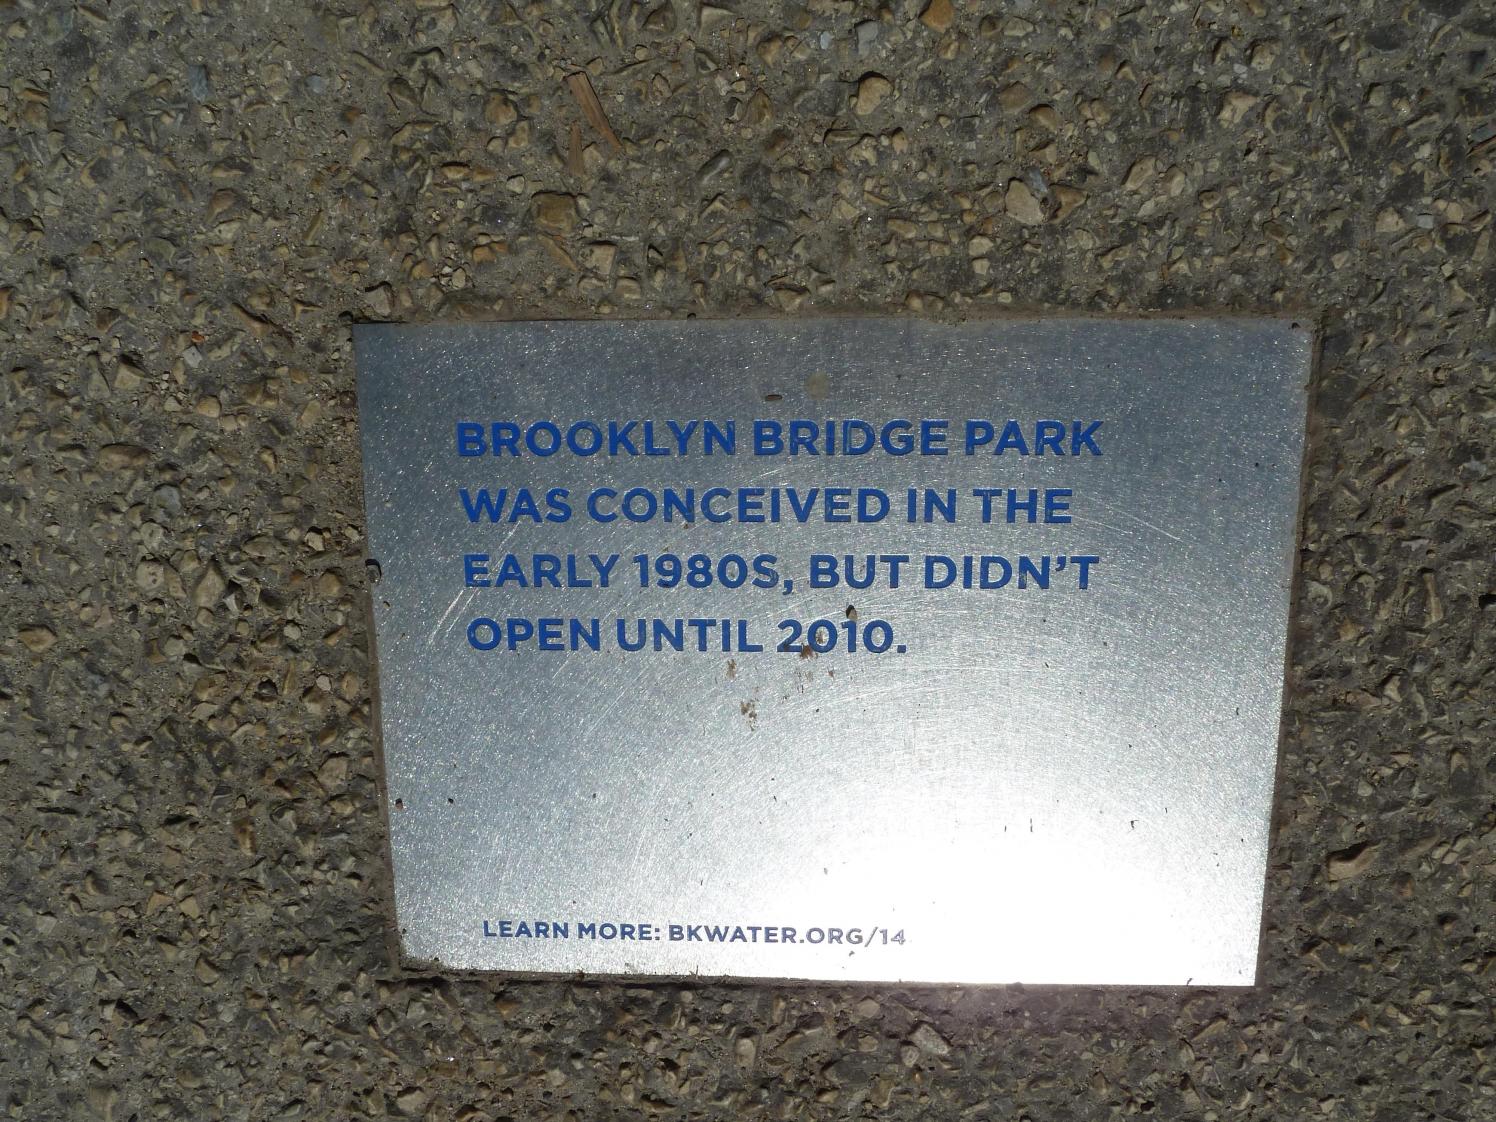 BROOKLYN BRIDGE PARK
WAS CONCEIVED IN THE
EARLY 1980S, BUT DIDN'T
OPEN UNTIL 2010.
LEARN MORE: BKWATER.ORG/14